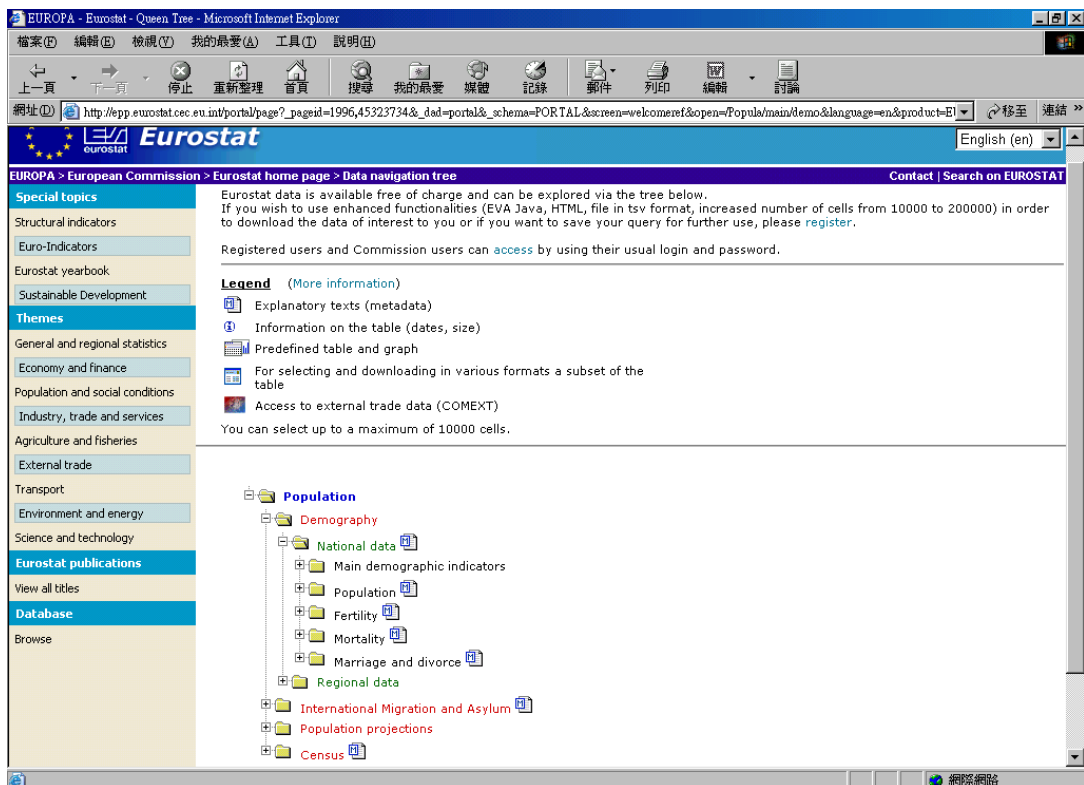 EUROPA - Eurostat - Queen Tree - Microsoft Internet Explorer
檔案(F) 編輯(E) 檢視(V) 我的最愛(A) 工具(T) 說明(H)
上一頁 下一頁 停止 重新整理 首頁 搜尋 我的最愛 媒體 記錄 郵件 列印 編輯 討論
網址(D) http://epp.eurostat.cec.eu.int/portal/page?_pageid=1996,45323734&_dad=portal&_schema=PORTAL&screen=welcomeref&open=/Popula/main/demo&language=en&product=El 移至 連結 »
eurostat Eurostat English (en)
EUROPA > European Commission > Eurostat home page > Data navigation tree Contact | Search on EUROSTAT
Special topics
Structural indicators
Euro-Indicators
Eurostat yearbook
Sustainable Development
Themes
General and regional statistics
Economy and finance
Population and social conditions
Industry, trade and services
Agriculture and fisheries
External trade
Transport
Environment and energy
Science and technology
Eurostat publications
View all titles
Database
Browse
Eurostat data is available free of charge and can be explored via the tree below.
If you wish to use enhanced functionalities (EVA Java, HTML, file in tsv format, increased number of cells from 10000 to 200000) in order
to download the data of interest to you or if you want to save your query for further use, please register.
Registered users and Commission users can access by using their usual login and password.
Legend (More information)
Explanatory texts (metadata)
Information on the table (dates, size)
Predefined table and graph
For selecting and downloading in various formats a subset of the
table
Access to external trade data (COMEXT)
You can select up to a maximum of 10000 cells.
Population
Demography
National data
Main demographic indicators
Population
Fertility
Mortality
Marriage and divorce
Regional data
International Migration and Asylum
Population projections
Census
網際網路